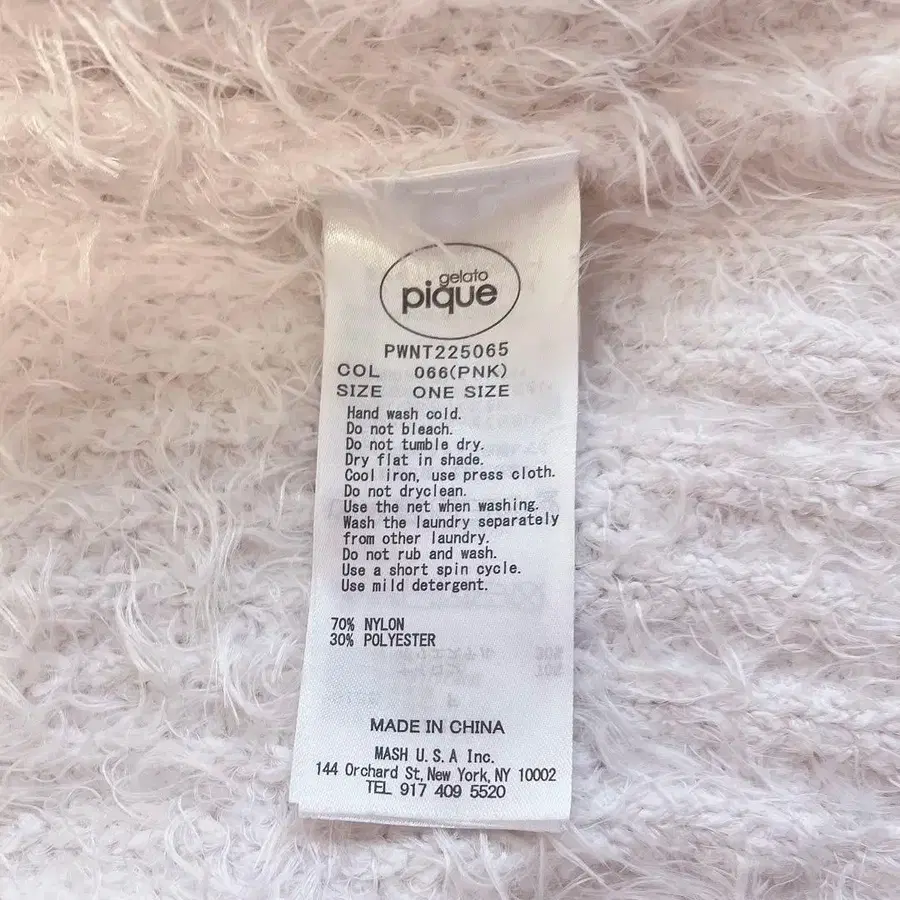 gelato
pique
PWNT225065
COL 066(PNK)
SIZE ONE SIZE
Hand wash cold.
Do not bleach.
Do not tumble dry.
Dry flat in shade.
Cool iron, use press cloth.
Do not dryclean.
Use the net when washing.
Wash the laundry separately
from other laundry.
Do not rub and wash.
Use a short spin cycle.
Use mild detergent.
70% NYLON
30% POLYESTER
MADE IN CHINA
MASH U.S.A Inc.
144 Orchard St, New York, NY 10002
TEL 917 409 5520